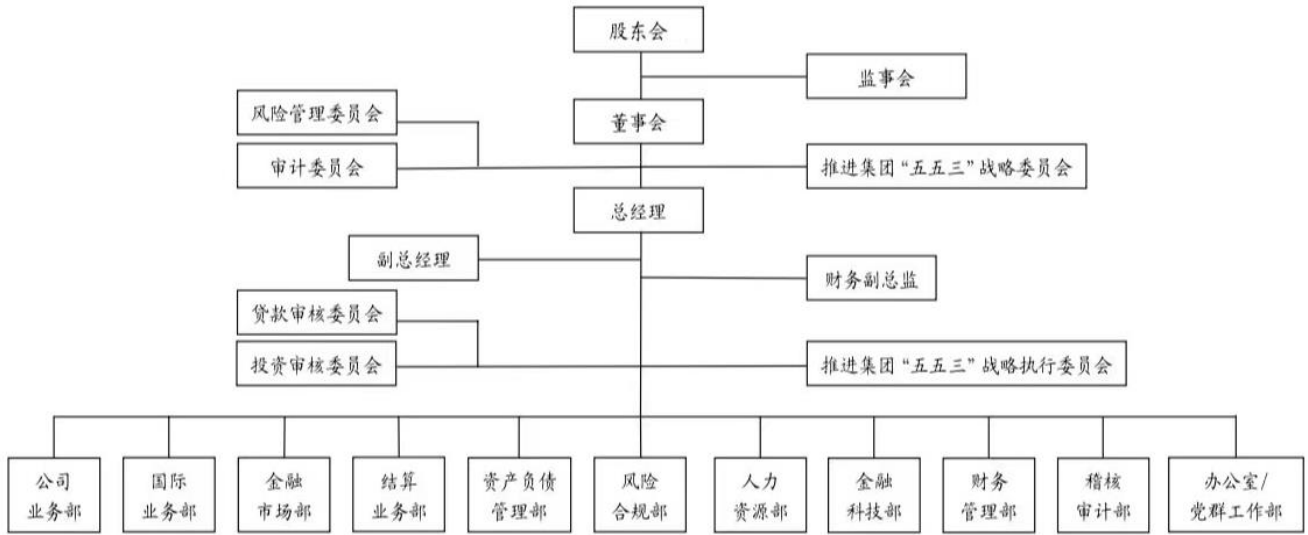 股东会
监事会
风险管理委员会
董事会
审计委员会
推进集团“五五三”战略委员会
总经理
副总经理
财务副总监
贷款审核委员会
投资审核委员会
推进集团“五五三”战略执行委员会
公司
业务部
国际
业务部
金融
市场部
结算
业务部
资产负债
管理部
风险
合规部
人力
资源部
金融
科技部
财务
管理部
稽核
审计部
办公室/
党群工作部